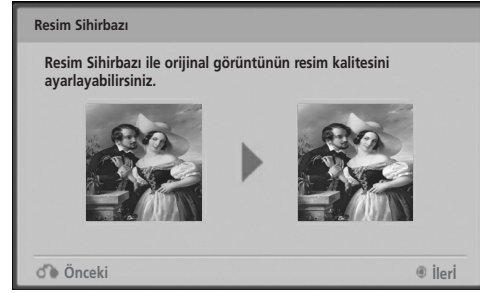 Resim Sihirbazı
Resim Sihirbazı ile orijinal görüntünün resim kalitesini
ayarlayabilirsiniz.
Önceki
İlerİ